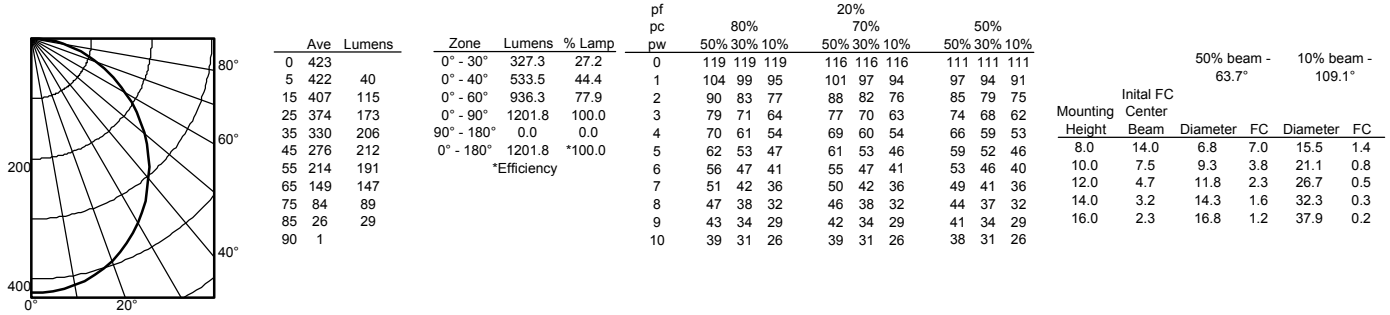 80°
60°
200
40°
400
0° 20°
Ave Lumens
0 423
5 422 40
15 407 115
25 374 173
35 330 206
45 276 212
55 214 191
65 149 147
75 84 89
85 26 29
90 1
Zone Lumens % Lamp
0° - 30° 327.3 27.2
0° - 40° 533.5 44.4
0° - 60° 936.3 77.9
0° - 90° 1201.8 100.0
90° - 180° 0.0 0.0
0° - 180° 1201.8 *100.0
*Efficiency
pf 20%
pc 80% 70% 50%
pw 50% 30% 10% 50% 30% 10% 50% 30% 10%
0 119 119 119 116 116 116 111 111 111
1 104 99 95 101 97 94 97 94 91
2 90 83 77 88 82 76 85 79 75
3 79 71 64 77 70 63 74 68 62
4 70 61 54 69 60 54 66 59 53
5 62 53 47 61 53 46 59 52 46
6 56 47 41 55 47 41 53 46 40
7 51 42 36 50 42 36 49 41 36
8 47 38 32 46 38 32 44 37 32
9 43 34 29 42 34 29 41 34 29
10 39 31 26 39 31 26 38 31 26
50% beam - 10% beam -
63.7° 109.1°
Inital FC
Mounting Center
Height Beam Diameter FC Diameter FC
8.0 14.0 6.8 7.0 15.5 1.4
10.0 7.5 9.3 3.8 21.1 0.8
12.0 4.7 11.8 2.3 26.7 0.5
14.0 3.2 14.3 1.6 32.3 0.3
16.0 2.3 16.8 1.2 37.9 0.2